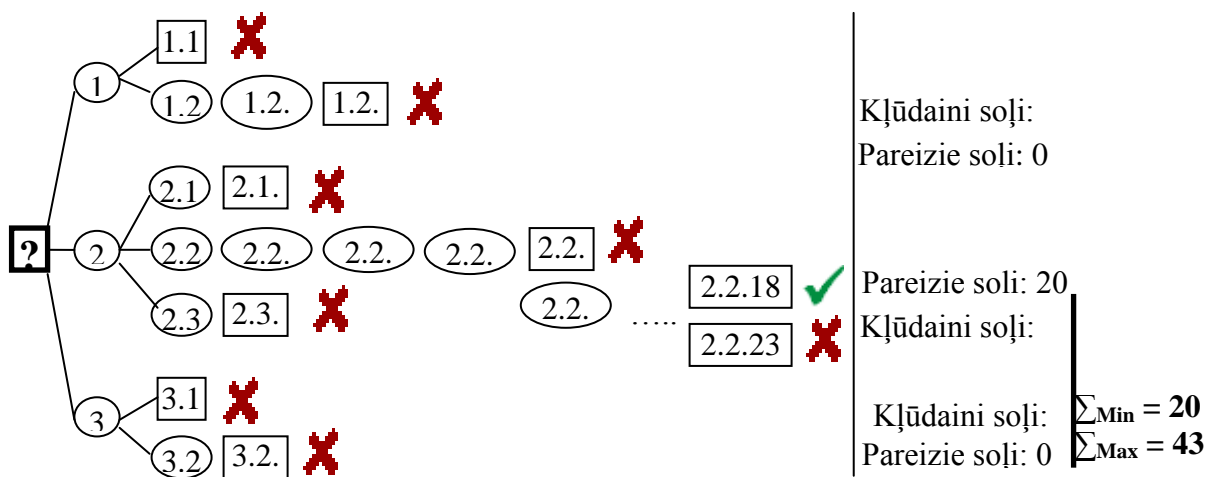 1.1
1
1.2 1.2. 1.2.
Kļūdaini soļi:
Pareizie soļi: 0
2.1 2.1.
? 2 2.2 2.2. 2.2. 2.2. 2.2.
2.3 2.3. 2.2. ..... 2.2.18 Pareizie soļi: 20
2.2.23 Kļūdaini soļi:
3.1
3 Kļūdaini soļi: ∑Min = 20
3.2 3.2. Pareizie soļi: 0 ∑Max = 43